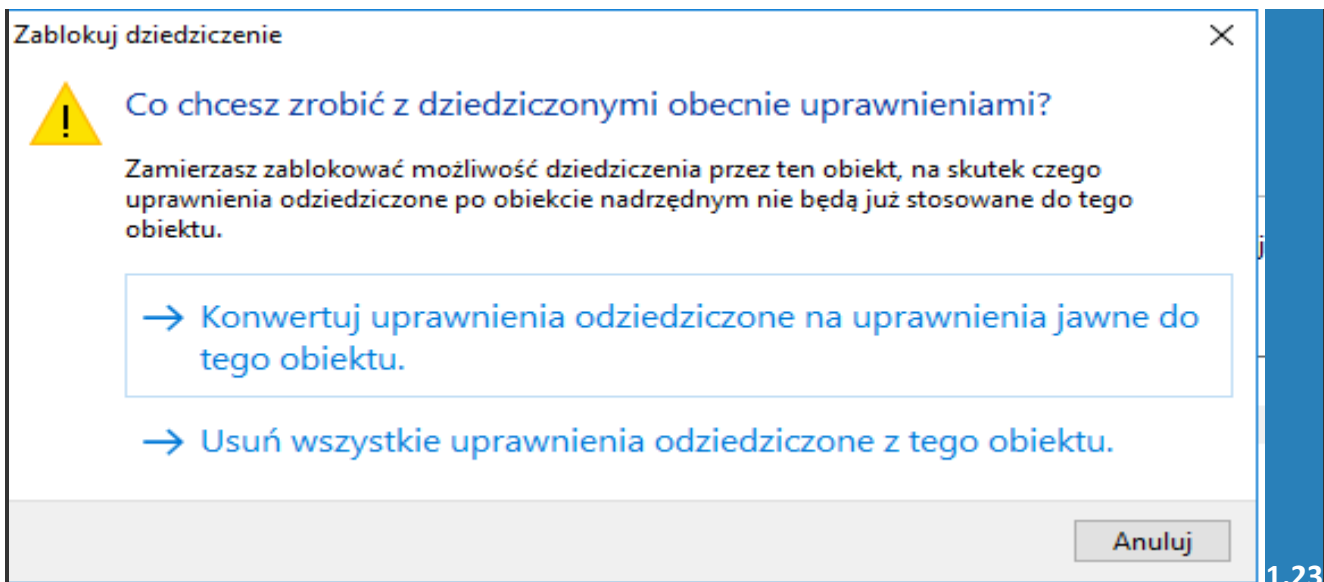 Zablokuj dziedziczenie
Co chcesz zrobić z dziedziczonymi obecnie uprawnieniami?
Zamierzasz zablokować możliwość dziedziczenia przez ten obiekt, na skutek czego
uprawnienia odziedziczone po obiekcie nadrzędnym nie będą już stosowane do tego
obiektu.
→ Konwertuj uprawnienia odziedziczone na uprawnienia jawne do
tego obiektu.
→ Usuń wszystkie uprawnienia odziedziczone z tego obiektu.
Anuluj
1.23